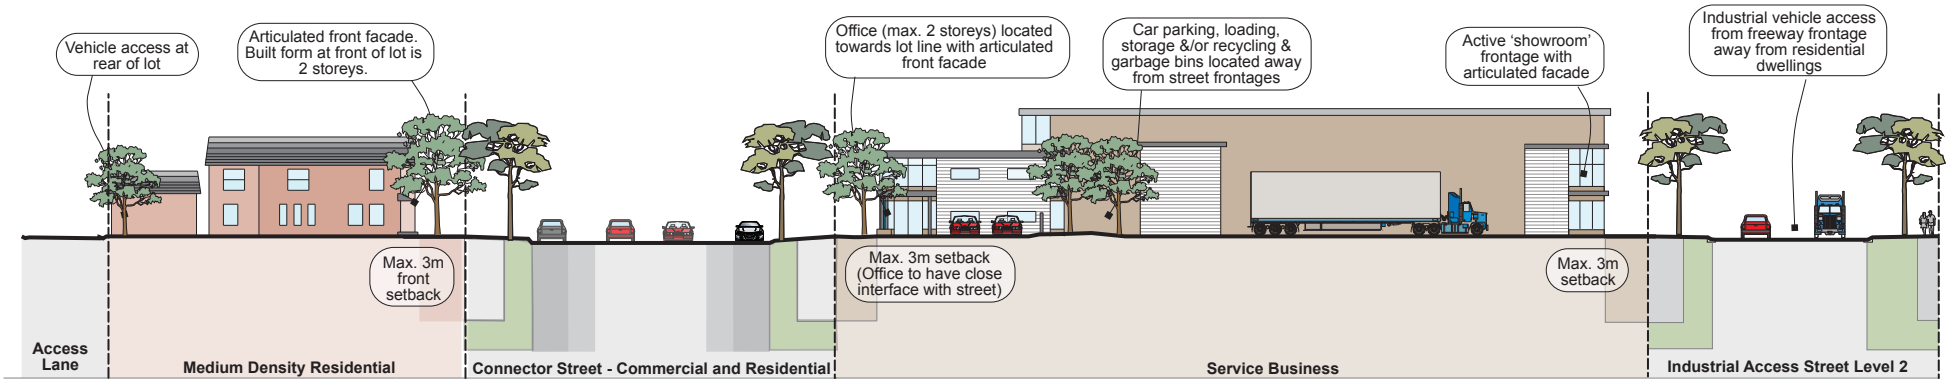 Vehicle access at
rear of lot
Articulated front facade.
Built form at front of lot is
2 storeys.
Office (max. 2 storeys) located
towards lot line with articulated
front facade
Car parking, loading,
storage &/or recycling &
garbage bins located away
from street frontages
Active ‘showroom’
frontage with
articulated facade
Industrial vehicle access
from freeway frontage
away from residential
dwellings
Max. 3m
front
setback
Max. 3m setback
(Office to have close
interface with street)
Max. 3m
setback
Access
Lane
Medium Density Residential
Connector Street - Commercial and Residential
Service Business
Industrial Access Street Level 2